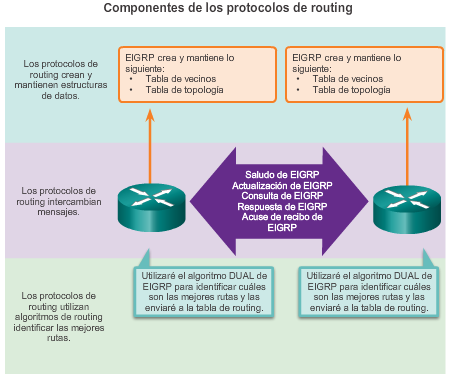 Componentes de los protocolos de routing
Los protocolos de
routing crean y
mantienen estructuras
de datos.
EIGRP crea y mantiene lo
siguiente:
• Tabla de vecinos
• Tabla de topología
EIGRP crea y mantiene lo
siguiente:
• Tabla de vecinos
• Tabla de topología
Los protocolos de
routing intercambian
mensajes.
Saludo de EIGRP
Actualización de EIGRP
Consulta de EIGRP
Respuesta de EIGRP
Acuse de recibo de
EIGRP
Los protocolos de
routing utilizan
algoritmos de routing
identificar las mejores
rutas.
Utilizaré el algoritmo DUAL de
EIGRP para identificar cuáles
son las mejores rutas y las
enviaré a la tabla de routing.
Utilizaré el algoritmo DUAL de
EIGRP para identificar cuáles
son las mejores rutas y las
enviaré a la tabla de routing.